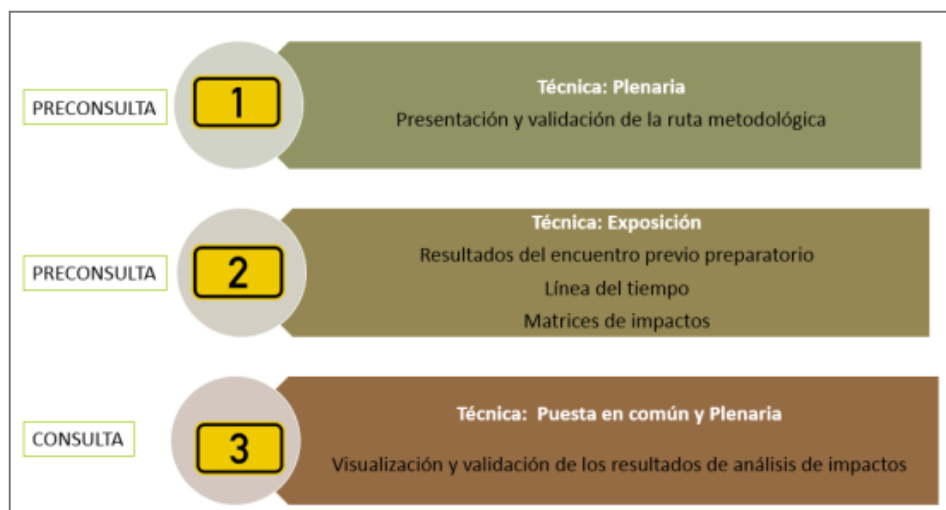 PRECONSULTA
1
Técnica: Plenaria
Presentación y validación de la ruta metodológica
PRECONSULTA
2
Técnica: Exposición
Resultados del encuentro previo preparatorio
Línea del tiempo
Matrices de impactos
CONSULTA
3
Técnica: Puesta en común y Plenaria
Visualización y validación de los resultados de análisis de impactos